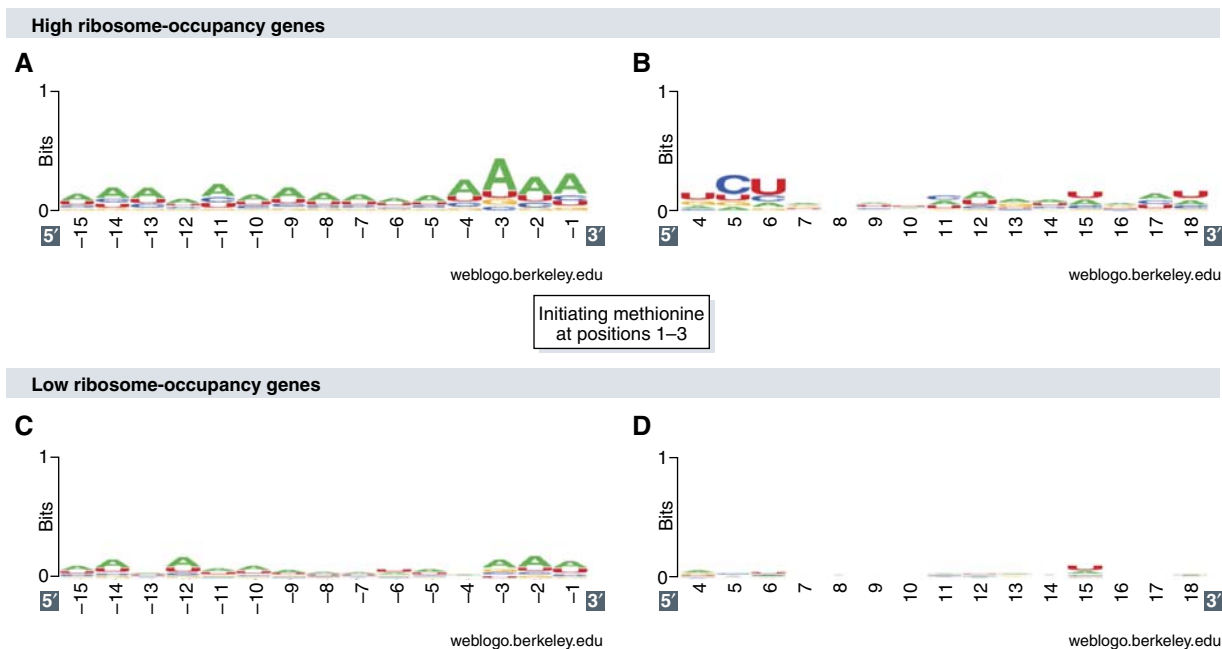 High ribosome-occupancy genes
A
B
1
Bits
0
5′
–15 –14 –13 –12 –11 –10 –9 –8 –7 –6 –5 –4 –3 –2 –1
3′
weblogo.berkeley.edu
1
Bits
0
5′
4 5 6 7 8 9 10 11 12 13 14 15 16 17 18
3′
weblogo.berkeley.edu
Initiating methionine
at positions 1–3
Low ribosome-occupancy genes
C
D
1
Bits
0
5′
–15 –14 –13 –12 –11 –10 –9 –8 –7 –6 –5 –4 –3 –2 –1
3′
weblogo.berkeley.edu
1
Bits
0
5′
4 5 6 7 8 9 10 11 12 13 14 15 16 17 18
3′
weblogo.berkeley.edu